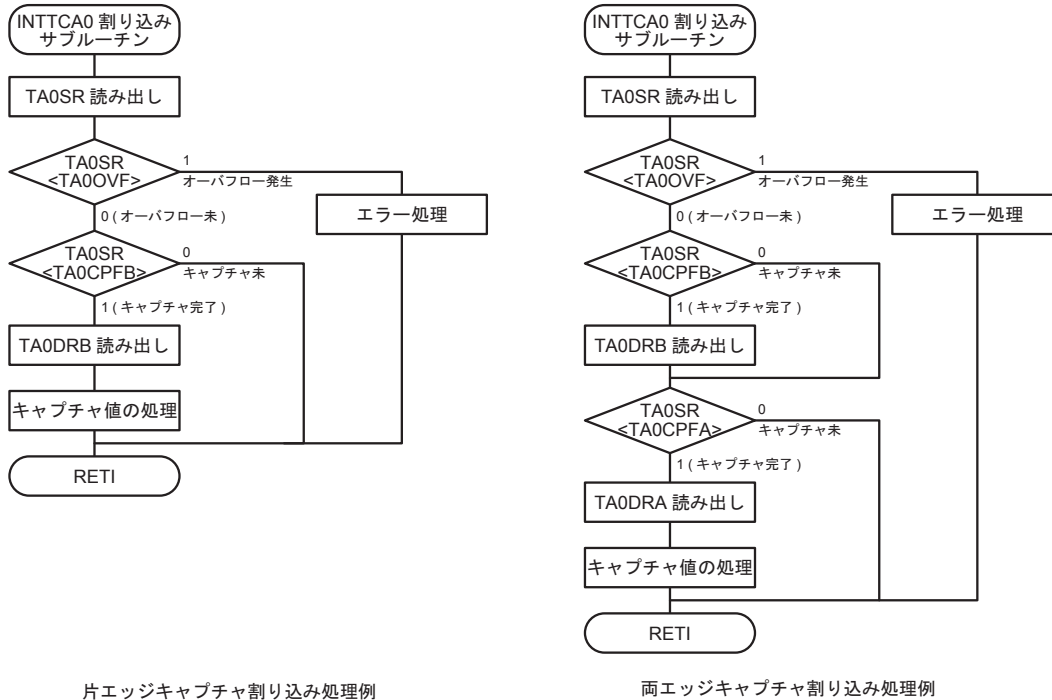 INTTCA0 割り込み
サブルーチン
TA0SR 読み出し
TA0SR
<TA0OVF>
1
オーバフロー発生
エラー処理
0 ( オーバフロー未 )
TA0SR
<TA0CPFB>
0
キャプチャ未
1 ( キャプチャ完了 )
TA0DRB 読み出し
キャプチャ値の処理
RETI
片エッジキャプチャ割り込み処理例
INTTCA0 割り込み
サブルーチン
TA0SR 読み出し
TA0SR
<TA0OVF>
1
オーバフロー発生
エラー処理
0 ( オーバフロー未 )
TA0SR
<TA0CPFB>
0
キャプチャ未
1 ( キャプチャ完了 )
TA0DRB 読み出し
TA0SR
<TA0CPFA>
0
キャプチャ未
1 ( キャプチャ完了 )
TA0DRA 読み出し
キャプチャ値の処理
RETI
両エッジキャプチャ割り込み処理例